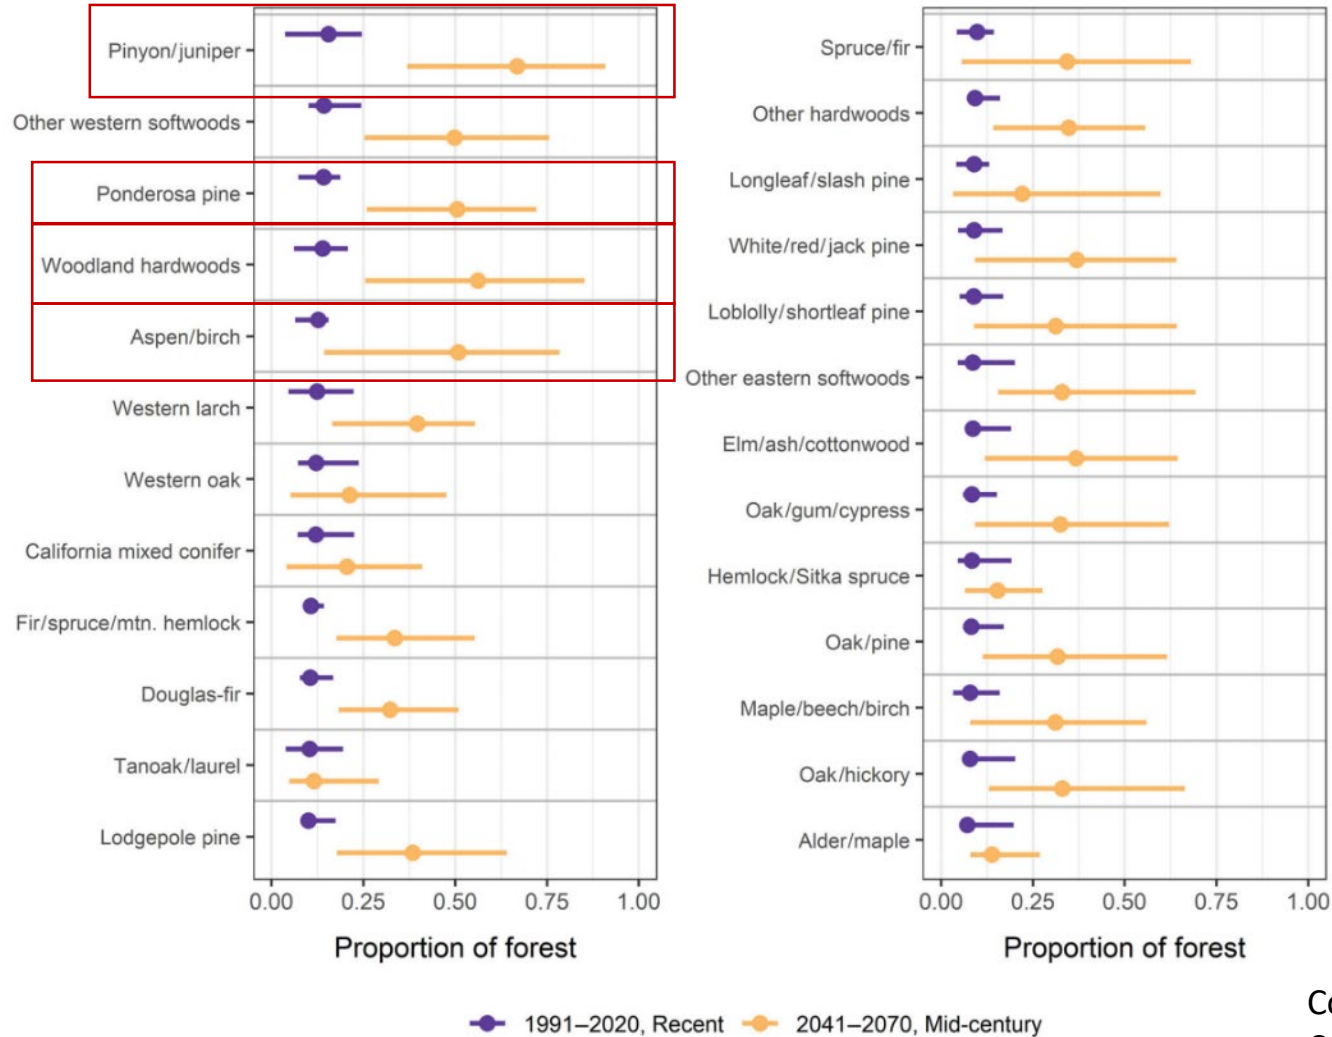 Pinyon/juniper
Other western softwoods
Ponderosa pine
Woodland hardwoods
Aspen/birch
Western larch
Western oak
California mixed conifer
Fir/spruce/mtn. hemlock
Douglas-fir
Tanoak/laurel
Lodgepole pine
0.00 0.25 0.50 0.75 1.00
Proportion of forest
Spruce/fir
Other hardwoods
Longleaf/slash pine
White/red/jack pine
Loblolly/shortleaf pine
Other eastern softwoods
Elm/ash/cottonwood
Oak/gum/cypress
Hemlock/Sitka spruce
Oak/pine
Maple/beech/birch
Oak/hickory
Alder/maple
0.00 0.25 0.50 0.75 1.00
Proportion of forest
1991–2020, Recent 2041–2070, Mid-century